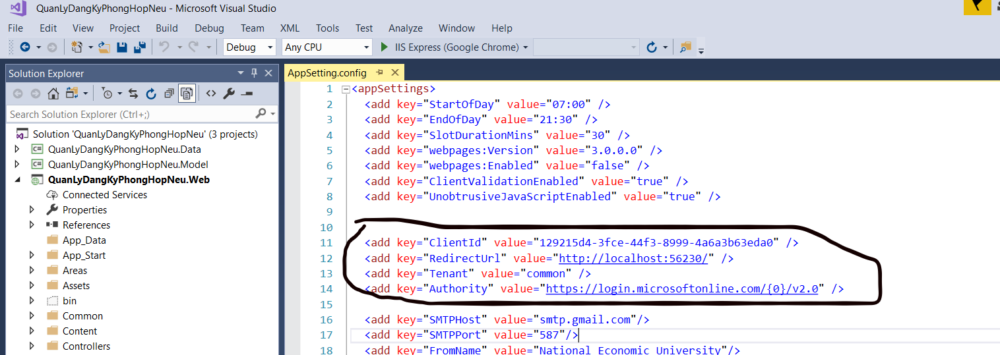 QuanLyDangKyPhongHopNeu - Microsoft Visual Studio
File Edit View Project Build Debug Team XML Tools Test Analyze Window Help
Debug Any CPU IIS Express (Google Chrome)
Solution Explorer
Search Solution Explorer (Ctrl+;)
Solution 'QuanLyDangKyPhongHopNeu' (3 projects)
C# QuanLyDangKyPhongHopNeu.Data
C# QuanLyDangKyPhongHopNeu.Model
QuanLyDangKyPhongHopNeu.Web
Connected Services
Properties
References
App_Data
App_Start
Areas
Assets
bin
Common
Content
Controllers
AppSetting.config
1 <appSettings>
2 <add key="StartOfDay" value="07:00" />
3 <add key="EndOfDay" value="21:30" />
4 <add key="SlotDurationMins" value="30" />
5 <add key="webpages:Version" value="3.0.0.0" />
6 <add key="webpages:Enabled" value="false" />
7 <add key="ClientValidationEnabled" value="true" />
8 <add key="UnobtrusiveJavaScriptEnabled" value="true" />
9
10
11 <add key="ClientId" value="129215d4-3fce-44f3-8999-4a6a3b63eda0" />
12 <add key="RedirectUrl" value="http://localhost:56230/" />
13 <add key="Tenant" value="common" />
14 <add key="Authority" value="https://login.microsoftonline.com/{0}/v2.0" />
15
16 <add key="SMTPHost" value="smtp.gmail.com"/>
17 <add key="SMTPPort" value="587"/>
18 <add key="FromName" value="National Economic University"/>